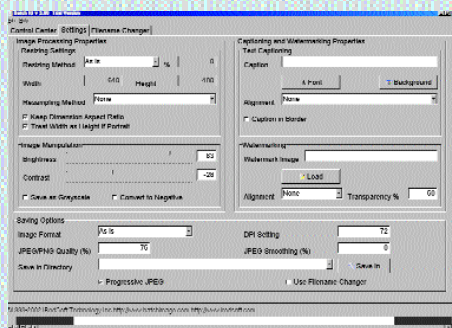 Control Center Settings Filename Changer
Image Processing Properties
Resizing Settings
Resizing Method As Is % 0
Width 640 Height 480
Resampling Method None
Keep Dimension Aspect Ratio
Treat Width as Height if Portrait
Image Manipulation
Brightness 83
Contrast -28
Save as Grayscale Convert to Negative
Captioning and Watermarking Properties
Text Captioning
Caption
Font Background
Alignment None
Caption in Border
Watermarking
Watermark Image
Load
Alignment None Transparency % 60
Saving Options
Image Format As Is DPI Setting 72
JPEG/PNG Quality (%) 75 JPEG Smoothing (%) 0
Save in Directory Save in
Progressive JPEG Use Filename Changer